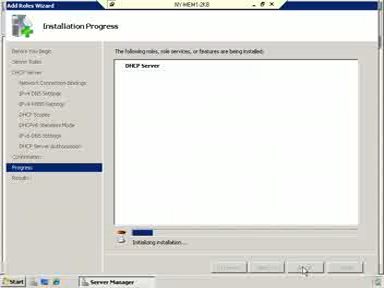 Add Roles Wizard
NY-MEM1-2K8
Installation Progress
Before You Begin
Server Roles
DHCP Server
Network Connection Bindings
IPv4 DNS Settings
IPv4 WINS Settings
DHCP Scopes
DHCPv6 Stateless Mode
IPv6 DNS Settings
DHCP Server Authorization
Confirmation
Progress
Results
The following roles, role services, or features are being installed:
DHCP Server
Initializing installation...
Start
Server Manager